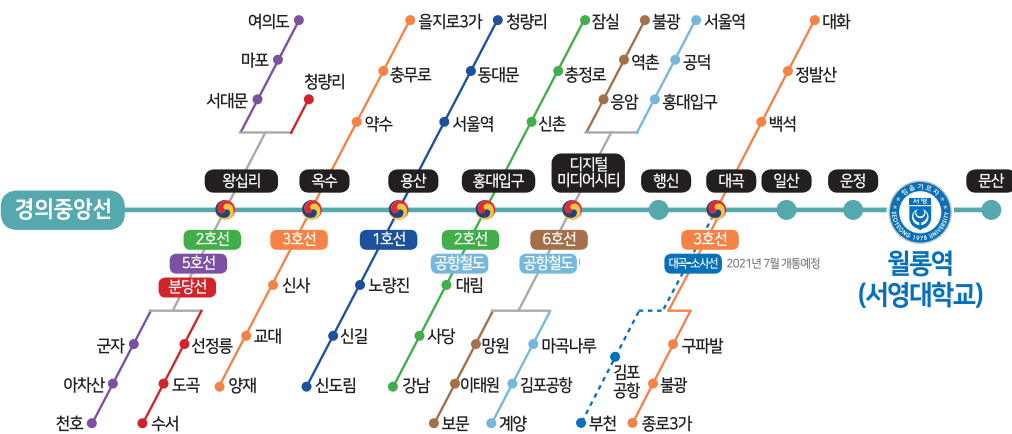 여의도
마포
서대문
청량리
을지로3가
충무로
약수
청량리
동대문
서울역
잠실
충정로
신촌
불광
역촌
응암
서울역
공덕
홍대입구
대화
정발산
백석
경의중앙선
왕십리
옥수
용산
홍대입구
디지털
미디어시티
행신
대곡
일산
운정
문산
힘을기르자
서영
SEOYEONG 1978 UNIVERSITY
월롱역
(서영대학교)
2호선
5호선
분당선
3호선
1호선
2호선
공항철도
6호선
공항철도
3호선
대곡-소사선
2021년 7월 개통예정
군자
아차산
천호
선정릉
도곡
수서
신사
교대
양재
노량진
신길
신도림
대림
사당
강남
망원
이태원
보문
마곡나루
김포공항
계양
김포
공항
부천
구파발
불광
종로3가